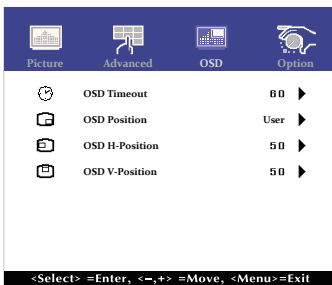 Picture Advanced OSD Option
OSD Timeout 60
OSD Position User
OSD H-Position 50
OSD V-Position 50
<Select> =Enter, <–,+> =Move, <Menu>=Exit